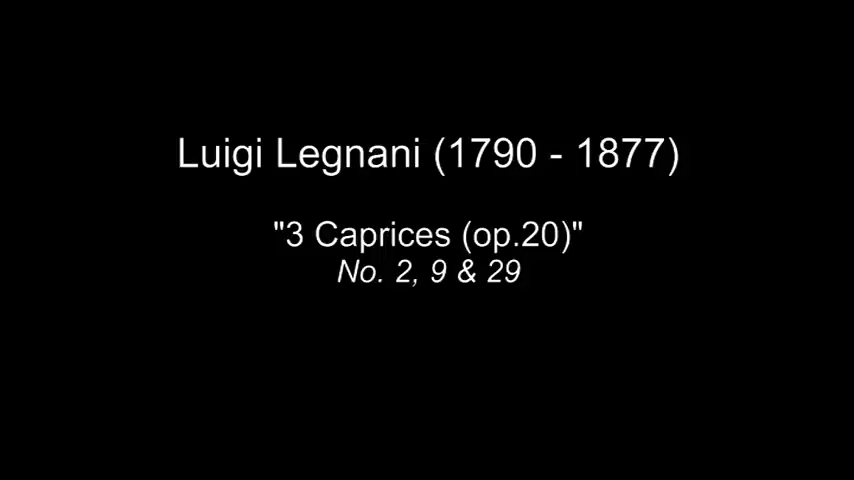 Luigi Legnani (1790 - 1877)
"3 Caprices (op.20)"
No. 2, 9 & 29